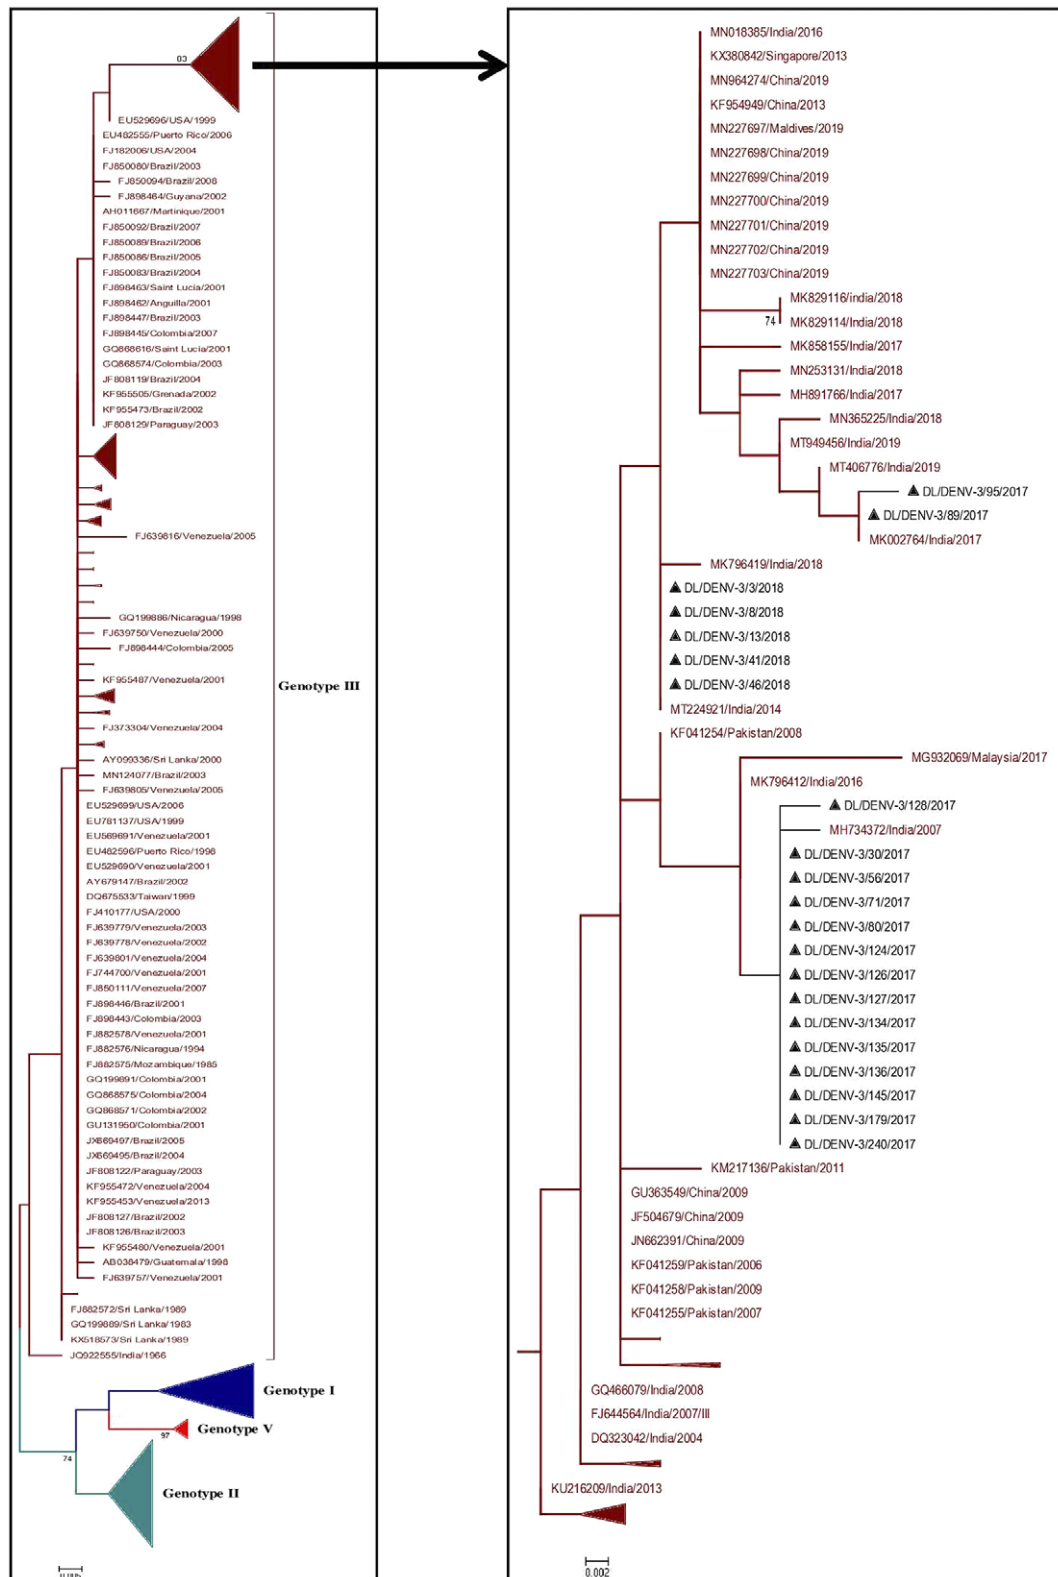 EU529696/USA/1999
EU482555/Puerto Rico/2006
FJ182006/USA/2004
FJ850080/Brazil/2003
FJ850094/Brazil/2008
FJ898464/Guyana/2002
AH011667/Martinique/2001
FJ850092/Brazil/2007
FJ850089/Brazil/2006
FJ850086/Brazil/2005
FJ850083/Brazil/2004
FJ898463/Saint Lucia/2001
FJ898462/Anguilla/2001
FJ898447/Brazil/2003
FJ898445/Colombia/2007
GQ868616/Saint Lucia/2001
GQ868574/Colombia/2003
JF808119/Brazil/2004
KF955505/Grenada/2002
KF955473/Brazil/2002
JF808129/Paraguay/2003
FJ639816/Venezuela/2005
GQ199886/Nicaragua/1998
FJ639750/Venezuela/2000
FJ898444/Colombia/2005
KF955487/Venezuela/2001
Genotype III
FJ373304/Venezuela/2004
AY099336/Sri Lanka/2000
MN124077/Brazil/2003
FJ639805/Venezuela/2005
EU529699/USA/2006
EU781137/USA/1999
EU569691/Venezuela/2001
EU482596/Puerto Rico/1998
EU529690/Venezuela/2001
AY679147/Brazil/2002
DQ675533/Taiwan/1999
FJ410177/USA/2000
FJ639779/Venezuela/2003
FJ639778/Venezuela/2002
FJ639801/Venezuela/2004
FJ744700/Venezuela/2001
FJ850111/Venezuela/2007
FJ898446/Brazil/2001
FJ898443/Colombia/2003
FJ882578/Venezuela/2001
FJ882576/Nicaragua/1994
FJ882575/Mozambique/1985
GQ199891/Colombia/2001
GQ868575/Colombia/2004
GQ868571/Colombia/2002
GU131950/Colombia/2001
JX669497/Brazil/2005
JX669495/Brazil/2004
JF808122/Paraguay/2003
KF955472/Venezuela/2004
KF955453/Venezuela/2013
JF808127/Brazil/2002
JF808126/Brazil/2003
KF955480/Venezuela/2001
AB038479/Guatemala/1998
FJ639757/Venezuela/2001
FJ882572/Sri Lanka/1989
GQ199889/Sri Lanka/1983
KX518573/Sri Lanka/1989
JQ922555/India/1966
Genotype I
Genotype V
97
74
Genotype II
MN018385/India/2016
KX380842/Singapore/2013
MN964274/China/2019
KF954949/China/2013
MN227697/Maldives/2019
MN227698/China/2019
MN227699/China/2019
MN227700/China/2019
MN227701/China/2019
MN227702/China/2019
MN227703/China/2019
MK829116/india/2018
74
MK829114/India/2018
MK858155/India/2017
MN253131/India/2018
MH891766/India/2017
MN365225/India/2018
MT949456/India/2019
MT406776/India/2019
DL/DENV-3/95/2017
DL/DENV-3/89/2017
MK002764/India/2017
MK796419/India/2018
DL/DENV-3/3/2018
DL/DENV-3/8/2018
DL/DENV-3/13/2018
DL/DENV-3/41/2018
DL/DENV-3/46/2018
MT224921/India/2014
KF041254/Pakistan/2008
MG932069/Malaysia/2017
MK796412/India/2016
DL/DENV-3/128/2017
MH734372/India/2007
DL/DENV-3/30/2017
DL/DENV-3/56/2017
DL/DENV-3/71/2017
DL/DENV-3/80/2017
DL/DENV-3/124/2017
DL/DENV-3/126/2017
DL/DENV-3/127/2017
DL/DENV-3/134/2017
DL/DENV-3/135/2017
DL/DENV-3/136/2017
DL/DENV-3/145/2017
DL/DENV-3/179/2017
DL/DENV-3/240/2017
KM217136/Pakistan/2011
GU363549/China/2009
JF504679/China/2009
JN662391/China/2009
KF041259/Pakistan/2006
KF041258/Pakistan/2009
KF041255/Pakistan/2007
GQ466079/India/2008
FJ644564/India/2007/III
DQ323042/India/2004
KU216209/India/2013
0.002